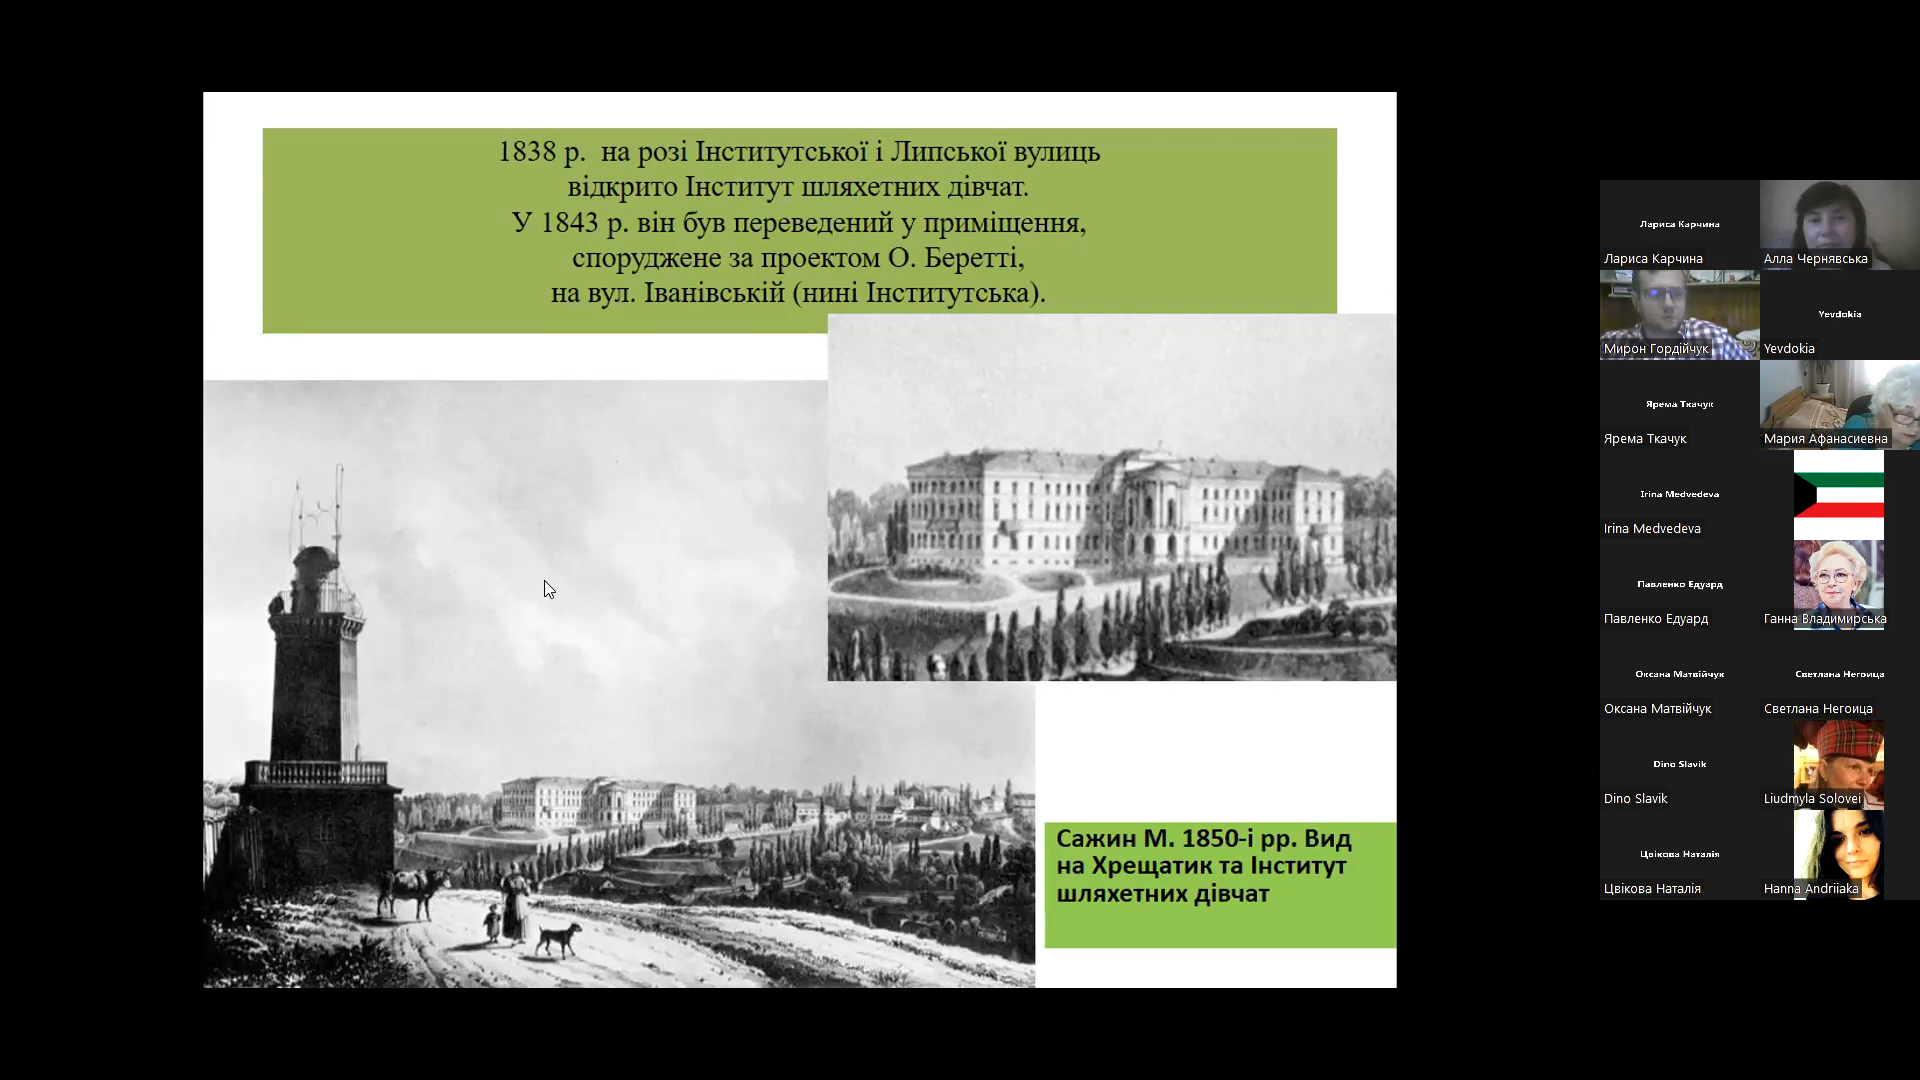 1838 р. на розі Інститутської і Липської вулиць
відкрито Інститут шляхетних дівчат.
У 1843 р. він був переведений у приміщення,
споруджене за проектом О. Беретті,
на вул. Іванівській (нині Інститутська).
Сажин М. 1850-і рр. Вид
на Хрещатик та Інститут
шляхетних дівчат
Лариса Карчина
Лариса Карчина
Алла Чернявська
Мирон Гордійчук
Yevdokia
Yevdokia
Ярема Ткачук
Ярема Ткачук
Мария Афанасиевна
Irina Medvedeva
Irina Medvedeva
Павленко Едуард
Павленко Едуард
Ганна Владимирська
Оксана Матвійчук
Оксана Матвійчук
Светлана Негоица
Светлана Негоица
Dino Slavik
Dino Slavik
Liudmyla Solovei
Цвікова Наталія
Цвікова Наталія
Hanna Andriiaka